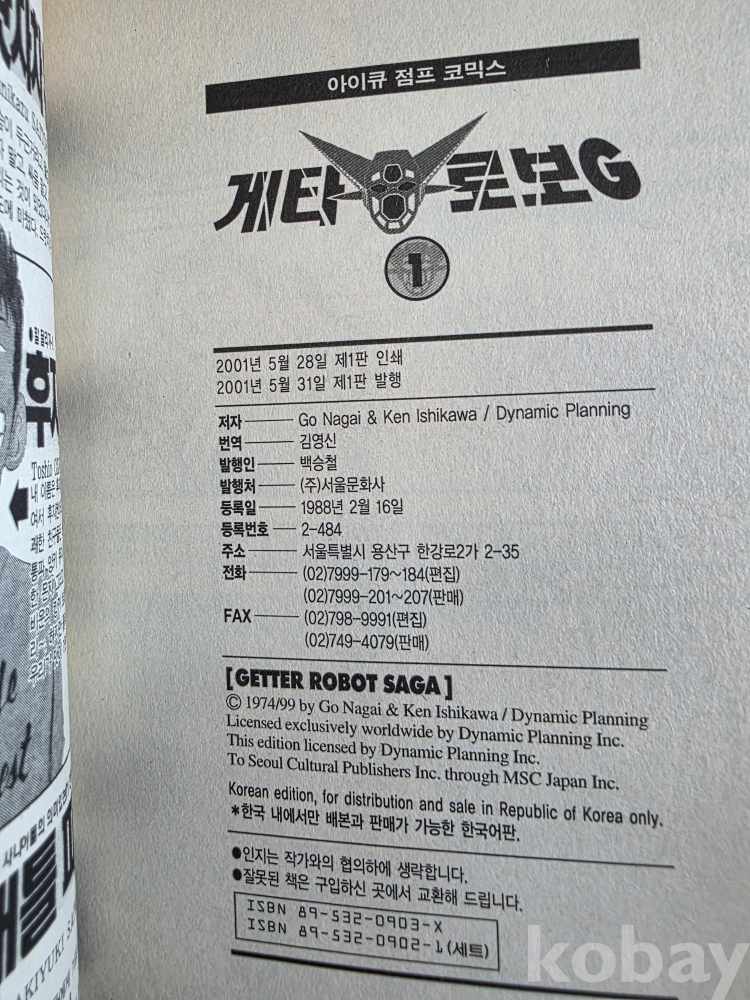 아이큐 점프 코믹스
게타로보G
1
2001년 5월 28일 제1판 인쇄
2001년 5월 31일 제1판 발행
저자 Go Nagai & Ken Ishikawa / Dynamic Planning
번역 김영신
발행인 백승철
발행처 (주)서울문화사
등록일 1988년 2월 16일
등록번호 2-484
주소 서울특별시 용산구 한강로2가 2-35
전화 (02)7999-179~184(편집)
(02)7999-201~207(판매)
FAX (02)798-9991(편집)
(02)749-4079(판매)
[GETTER ROBOT SAGA]
© 1974/99 by Go Nagai & Ken Ishikawa / Dynamic Planning
Licensed exclusively worldwide by Dynamic Planning Inc.
This edition licensed by Dynamic Planning Inc.
To Seoul Cultural Publishers Inc. through MSC Japan Inc.
Korean edition, for distribution and sale in Republic of Korea only.
*한국 내에서만 배본과 판매가 가능한 한국어판.
●인지는 작가와의 협의하에 생략합니다.
●잘못된 책은 구입하신 곳에서 교환해 드립니다.
ISBN 89-532-0903-X
ISBN 89-532-0902-1(세트)
kobay